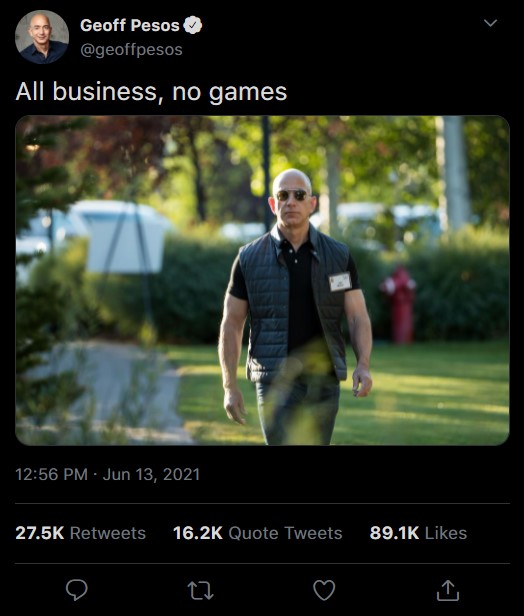 Geoff Pesos
@geoffpesos
All business, no games
12:56 PM · Jun 13, 2021
27.5K Retweets 16.2K Quote Tweets 89.1K Likes